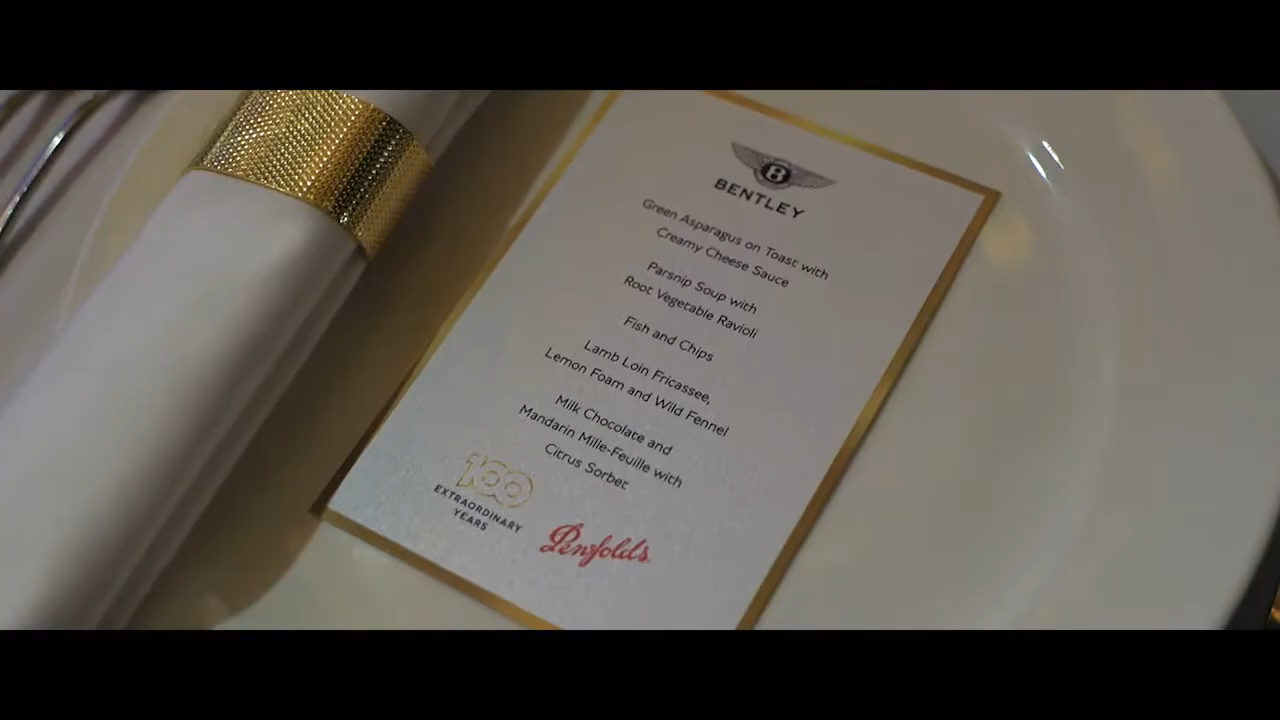 B
BENTLEY
Green Asparagus on Toast with
Creamy Cheese Sauce
Parsnip Soup with
Root Vegetable Ravioli
Fish and Chips
Lamb Loin Fricassee,
Lemon Foam and Wild Fennel
Milk Chocolate and
Mandarin Mille-Feuille with
Citrus Sorbet
100
EXTRAORDINARY
YEARS
Penfolds